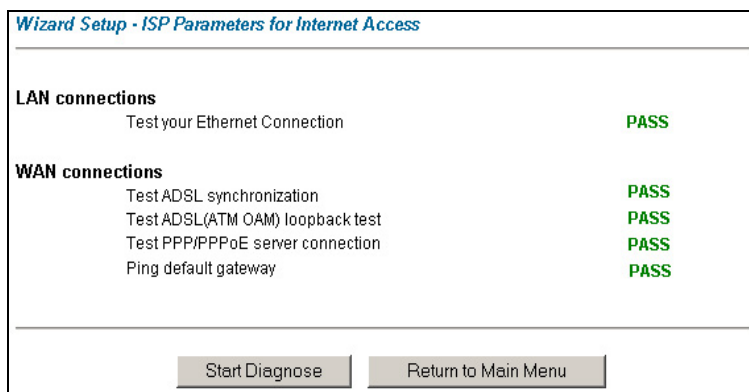 Wizard Setup - ISP Parameters for Internet Access
LAN connections
Test your Ethernet Connection PASS
WAN connections
Test ADSL synchronization PASS
Test ADSL(ATM OAM) loopback test PASS
Test PPP/PPPoE server connection PASS
Ping default gateway PASS
Start Diagnose Return to Main Menu